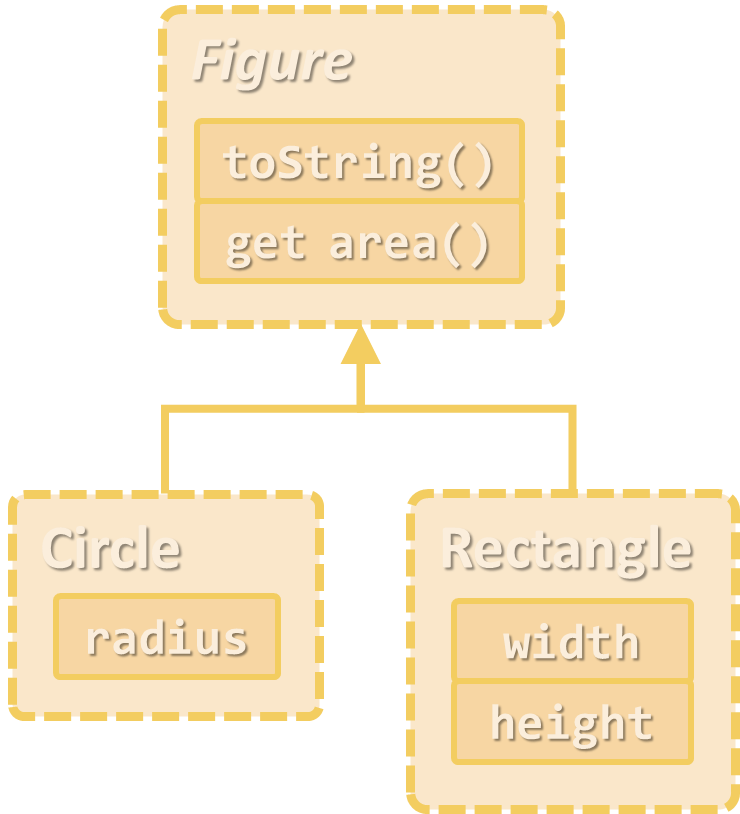 Figure
toString()
get area()
Circle
radius
Rectangle
width
height